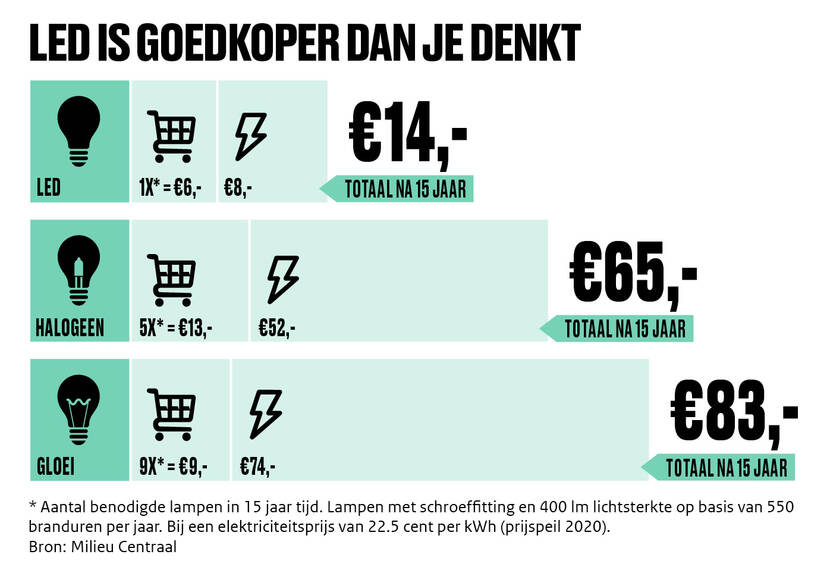 LED IS GOEDKOPER DAN JE DENKT
LED
1X* = €6,-
€8,-
€14,-
TOTAAL NA 15 JAAR
HALOGEEN
5X* = €13,-
€52,-
€65,-
TOTAAL NA 15 JAAR
GLOEI
9X* = €9,-
€74,-
€83,-
TOTAAL NA 15 JAAR
* Aantal benodigde lampen in 15 jaar tijd. Lampen met schroeffitting en 400 lm lichtsterkte op basis van 550
branduren per jaar. Bij een elektriciteitsprijs van 22.5 cent per kWh (prijspeil 2020).
Bron: Milieu Centraal